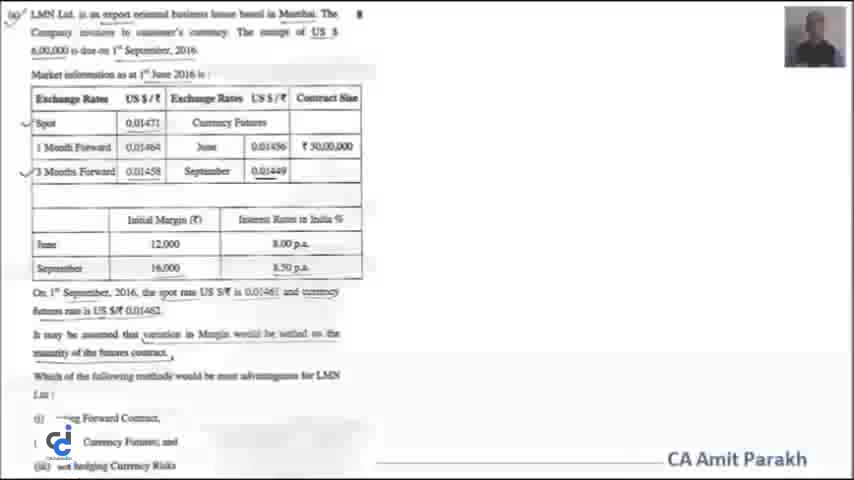 (a) LMN Ltd. is an export oriented business house based in Mumbai. The 8
Company invoices in customer's currency. The receipt of US $
6,00,000 is due on 1st September, 2016.
Market information as at 1st June 2016 is :
Exchange Rates US $/₹ Exchange Rates US $/₹ Contract Size
Spot 0.01471 Currency Futures
1 Month Forward 0.01464 June 0.01456 ₹ 50,00,000
3 Months Forward 0.01458 September 0.01449
Initial Margin (₹) Interest Rates in India %
June 12,000 8.00 p.a.
September 16,000 8.50 p.a.
On 1st September, 2016, the spot rate US $/₹ is 0.01461 and currency
futures rate is US $/₹ 0.01462.
It may be assumed that variation in Margin would be settled on the
maturity of the futures contract.
Which of the following methods would be most advantageous for LMN
Ltd :
(i) Forward Contract,
Currency Futures; and
(iii) not hedging Currency Risks
CA Amit Parakh